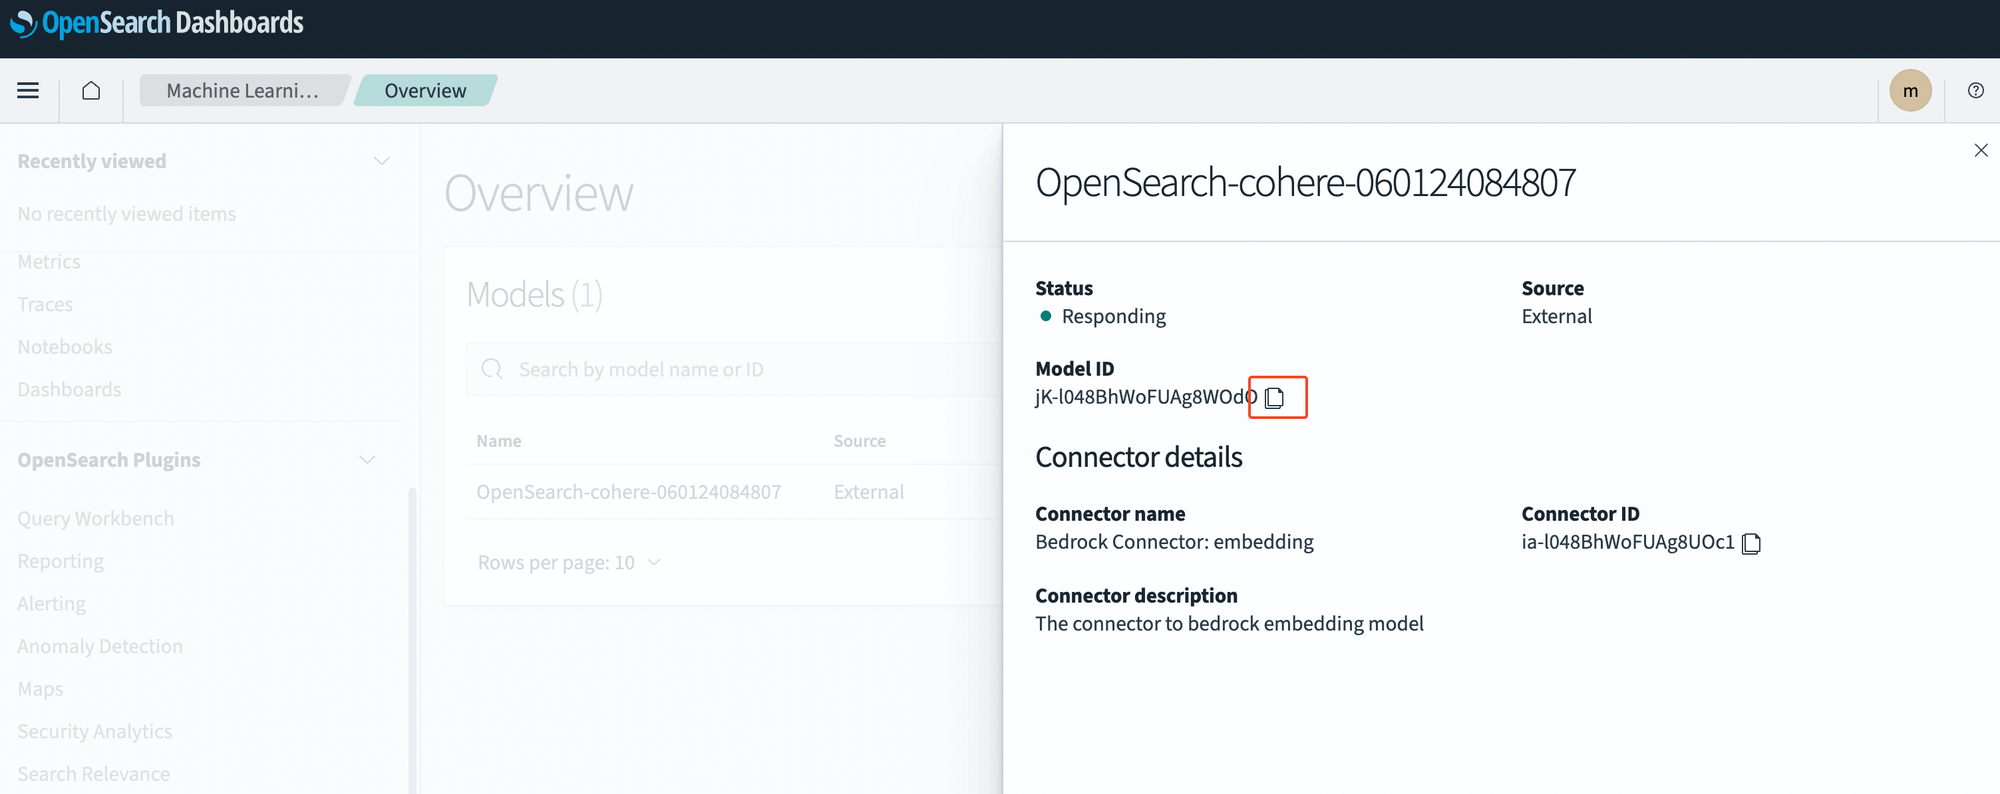 OpenSearch Dashboards
Machine Learni...
Overview
m
Recently viewed
No recently viewed items
Metrics
Traces
Notebooks
Dashboards
OpenSearch Plugins
Query Workbench
Reporting
Alerting
Anomaly Detection
Maps
Security Analytics
Search Relevance
Overview
Models (1)
Search by model name or ID
Name Source
OpenSearch-cohere-060124084807 External
Rows per page: 10
OpenSearch-cohere-060124084807
Status Source
Responding External
Model ID
jK-l048BhWoFUAg8WOdO
Connector details
Connector name Connector ID
Bedrock Connector: embedding ia-l048BhWoFUAg8UOc1
Connector description
The connector to bedrock embedding model